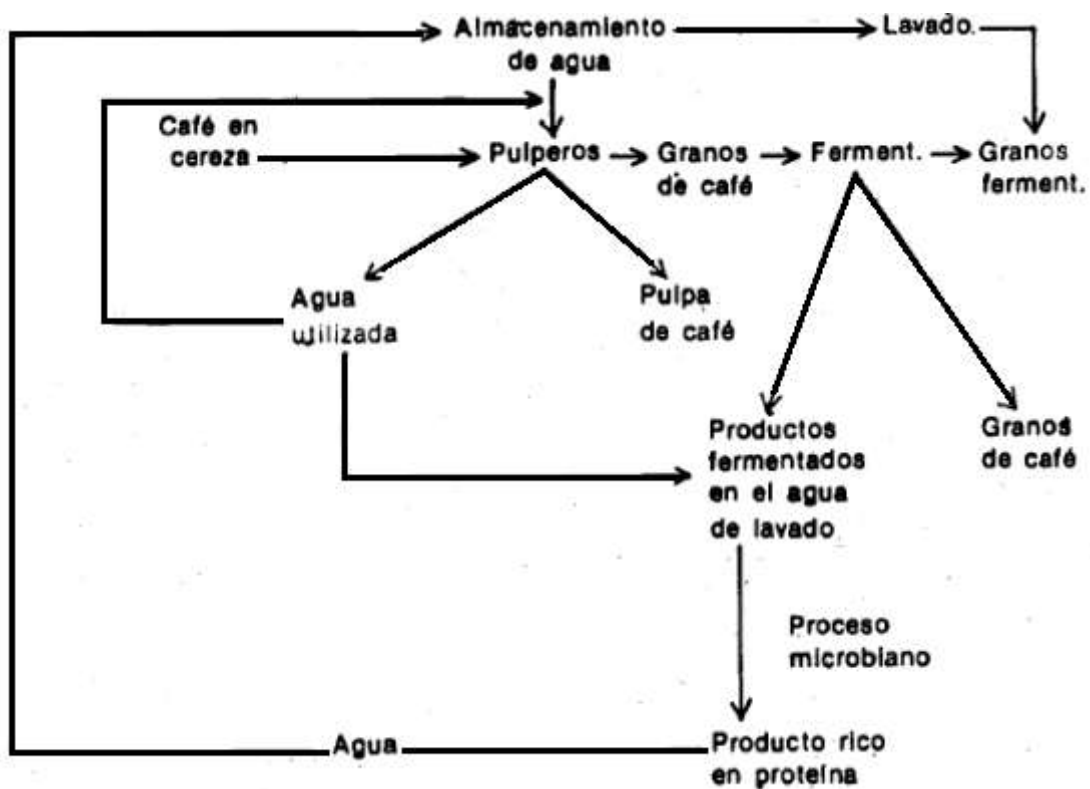 Almacenamiento
de agua
Lavado.
Café en
cereza
Pulperos
Granos
de café
Ferment.
Granos
ferment.
Agua
utilizada
Pulpa
de café
Productos
fermentados
en el agua
de lavado
Granos
de café
Proceso
microbiano
Agua
Producto rico
en proteína